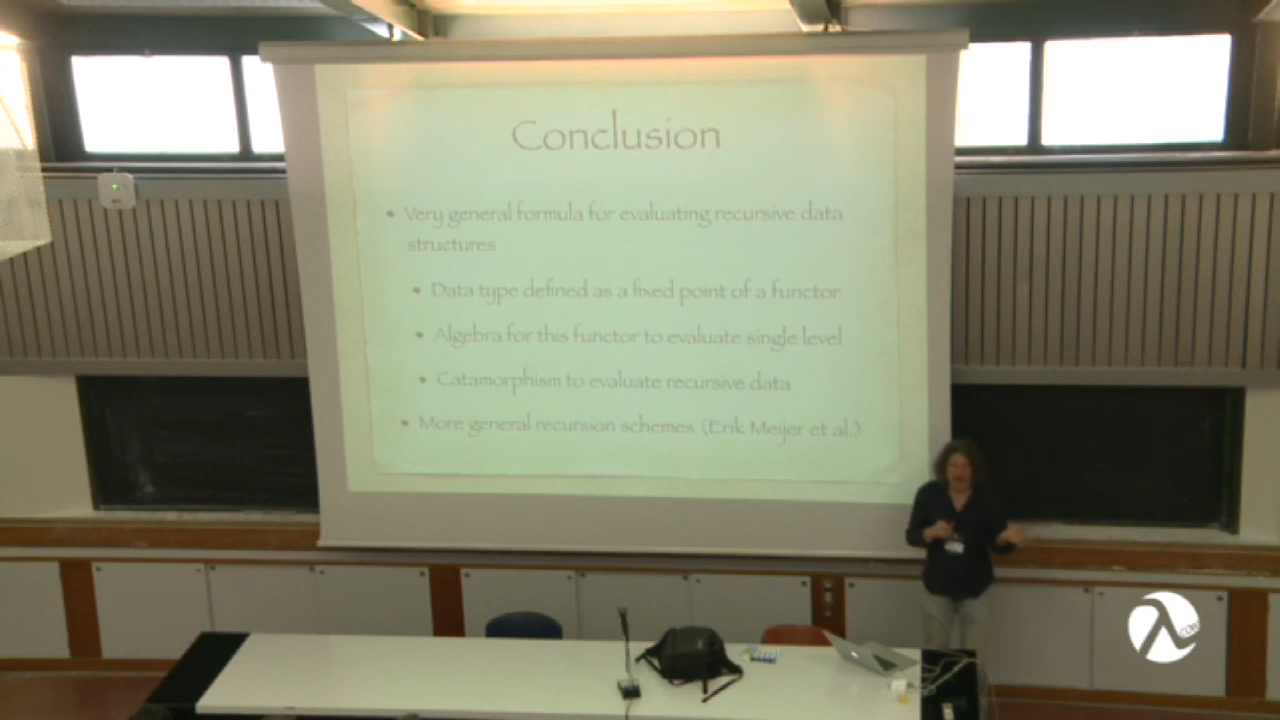 Conclusion
• Very general formula for evaluating recursive data
structures
• Data type defined as a fixed point of a functor
• Algebra for this functor to evaluate single level
• Catamorphism to evaluate recursive data
• More general recursion schemes (Erik Meijer et al.)
λ